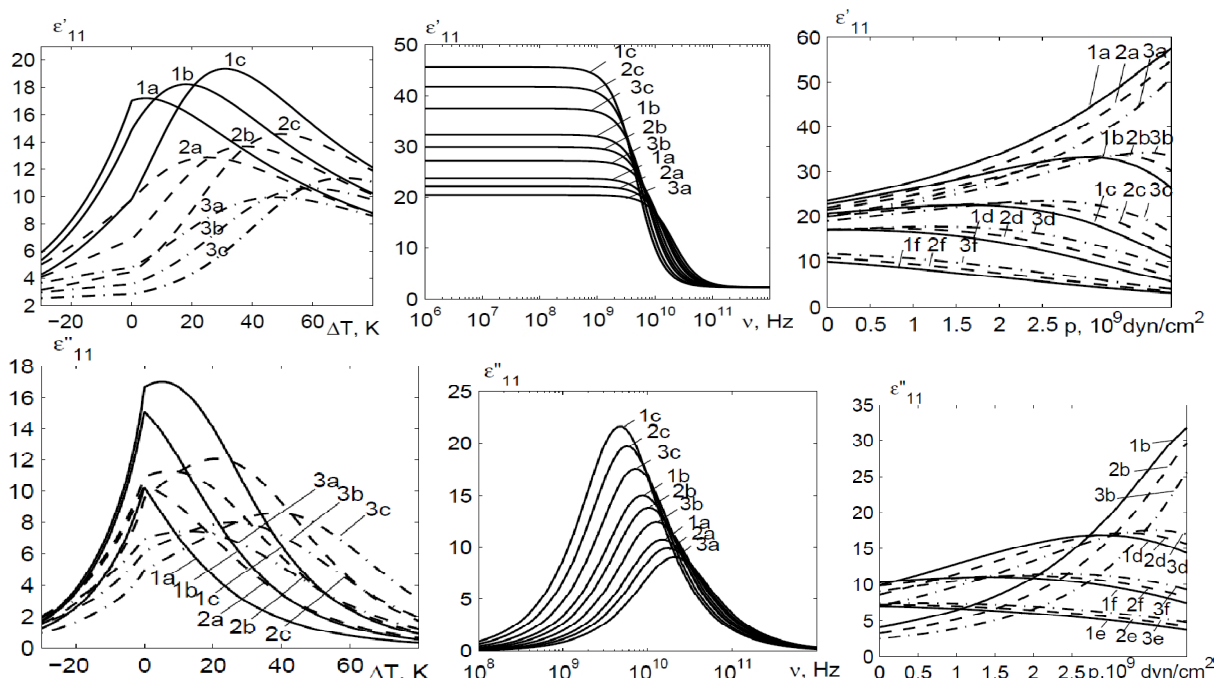 ε'11
20
18
16
14
12
10
8
6
4
2
1a
1b
1c
2a
2b
2c
3a
3b
3c
−20 0 20 40 60
ΔT, K
ε'11
50
40
30
20
10
0
1c
2c
3c
1b
2b
3b
1a
2a
3a
10^6 10^7 10^8 10^9 10^10 10^11
ν, Hz
ε'11
60
50
40
30
20
10
0
1a 2a 3a
1b 2b 3b
1c 2c 3c
1d 2d 3d
1f 2f 3f
0 0.5 1 1.5 2 2.5
p, 10^9 dyn/cm^2
ε''11
18
16
14
12
10
8
6
4
2
0
3a
3b
3c
1a
1b
1c
2a
2b
2c
−20 0 20 40 60
ΔT, K
ε''11
25
20
15
10
5
0
1c
2c
3c
1b
2b
3b
1a
2a
3a
10^8 10^9 10^10 10^11
ν, Hz
ε''11
35
30
25
20
15
10
5
0
1b
2b
3b
1d 2d 3d
1f 2f 3f
1e 2e 3e
0 0.5 1 1.5 2 2.5
p, 10^9 dyn/cm^2